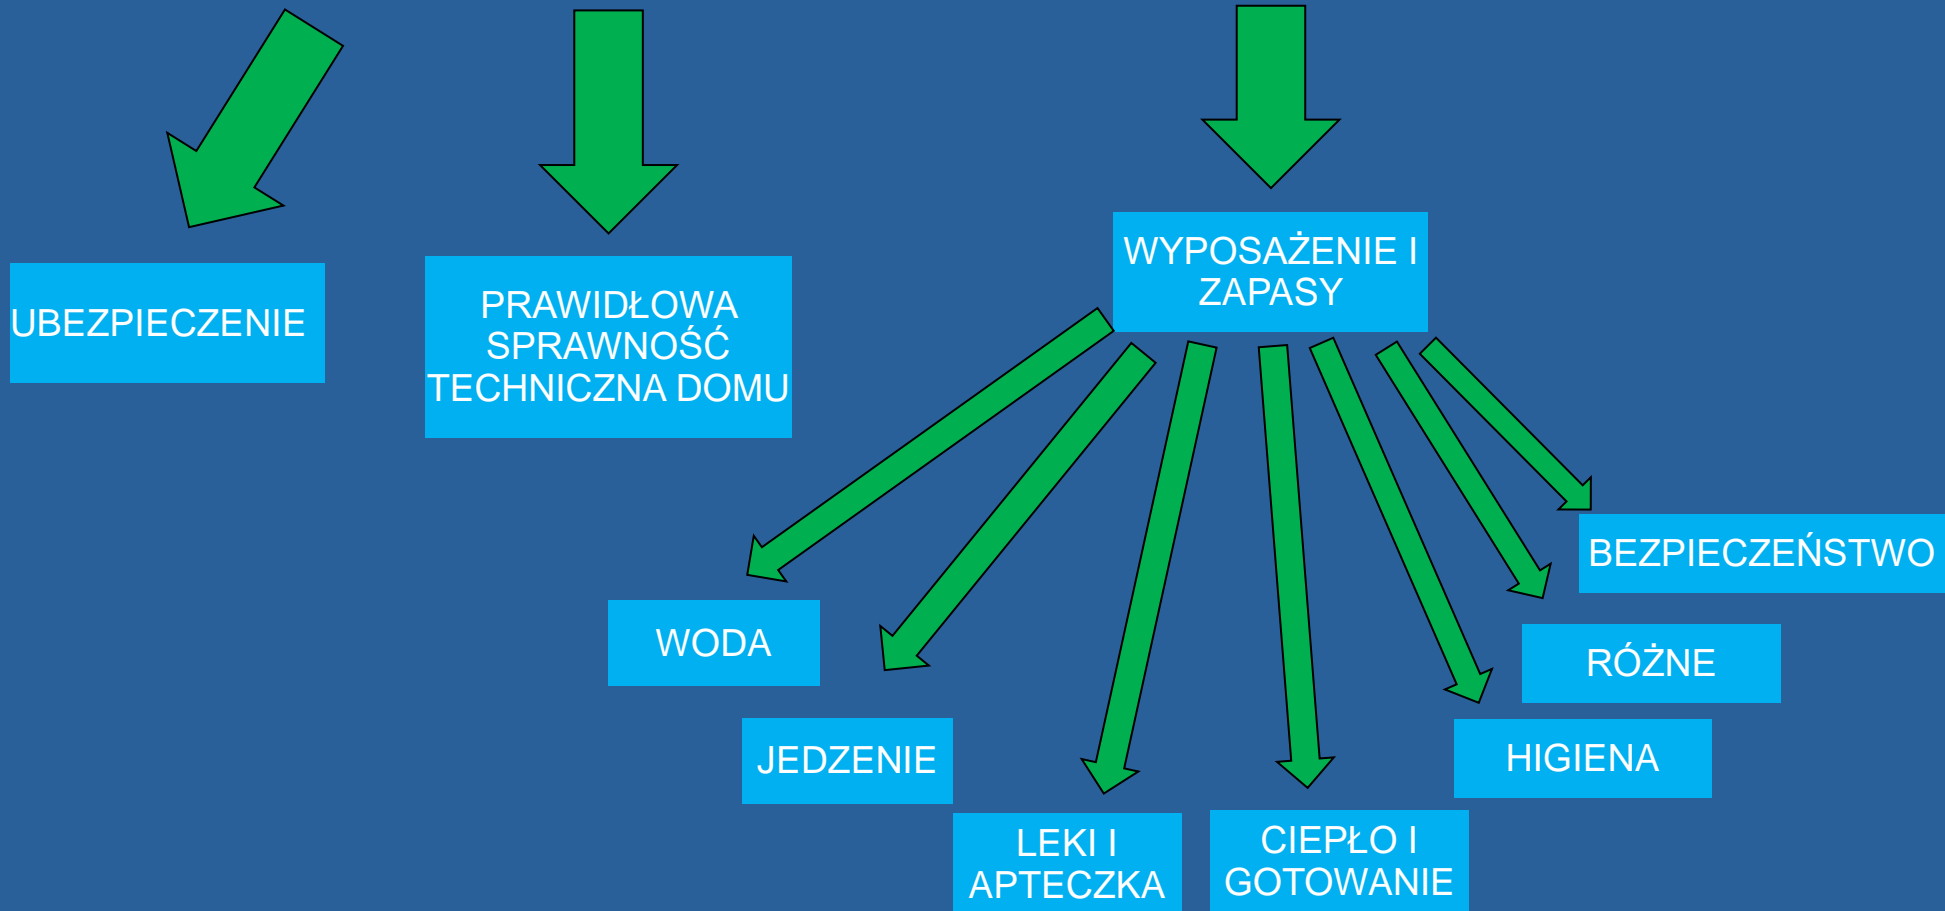 UBEZPIECZENIE
PRAWIDŁOWA
SPRAWNOŚĆ
TECHNICZNA DOMU
WYPOSAŻENIE I
ZAPASY
WODA
JEDZENIE
LEKI I
APTECZKA
CIEPŁO I
GOTOWANIE
HIGIENA
RÓŻNE
BEZPIECZEŃSTWO